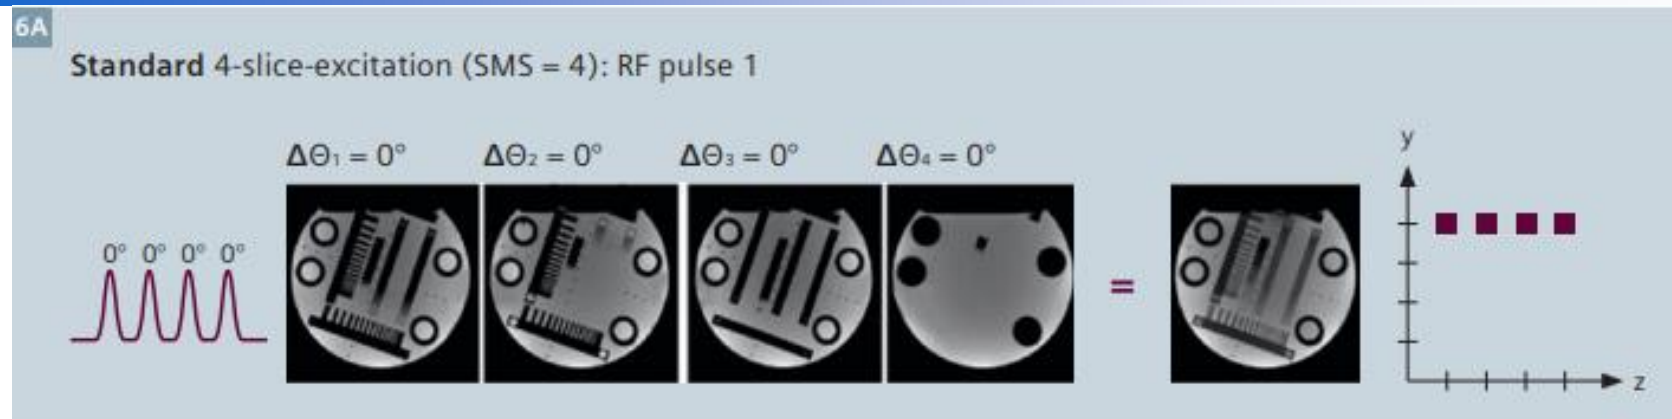 6A
Standard 4-slice-excitation (SMS = 4): RF pulse 1
ΔΘ₁ = 0° ΔΘ₂ = 0° ΔΘ₃ = 0° ΔΘ₄ = 0°
y
0° 0° 0° 0°
=
z